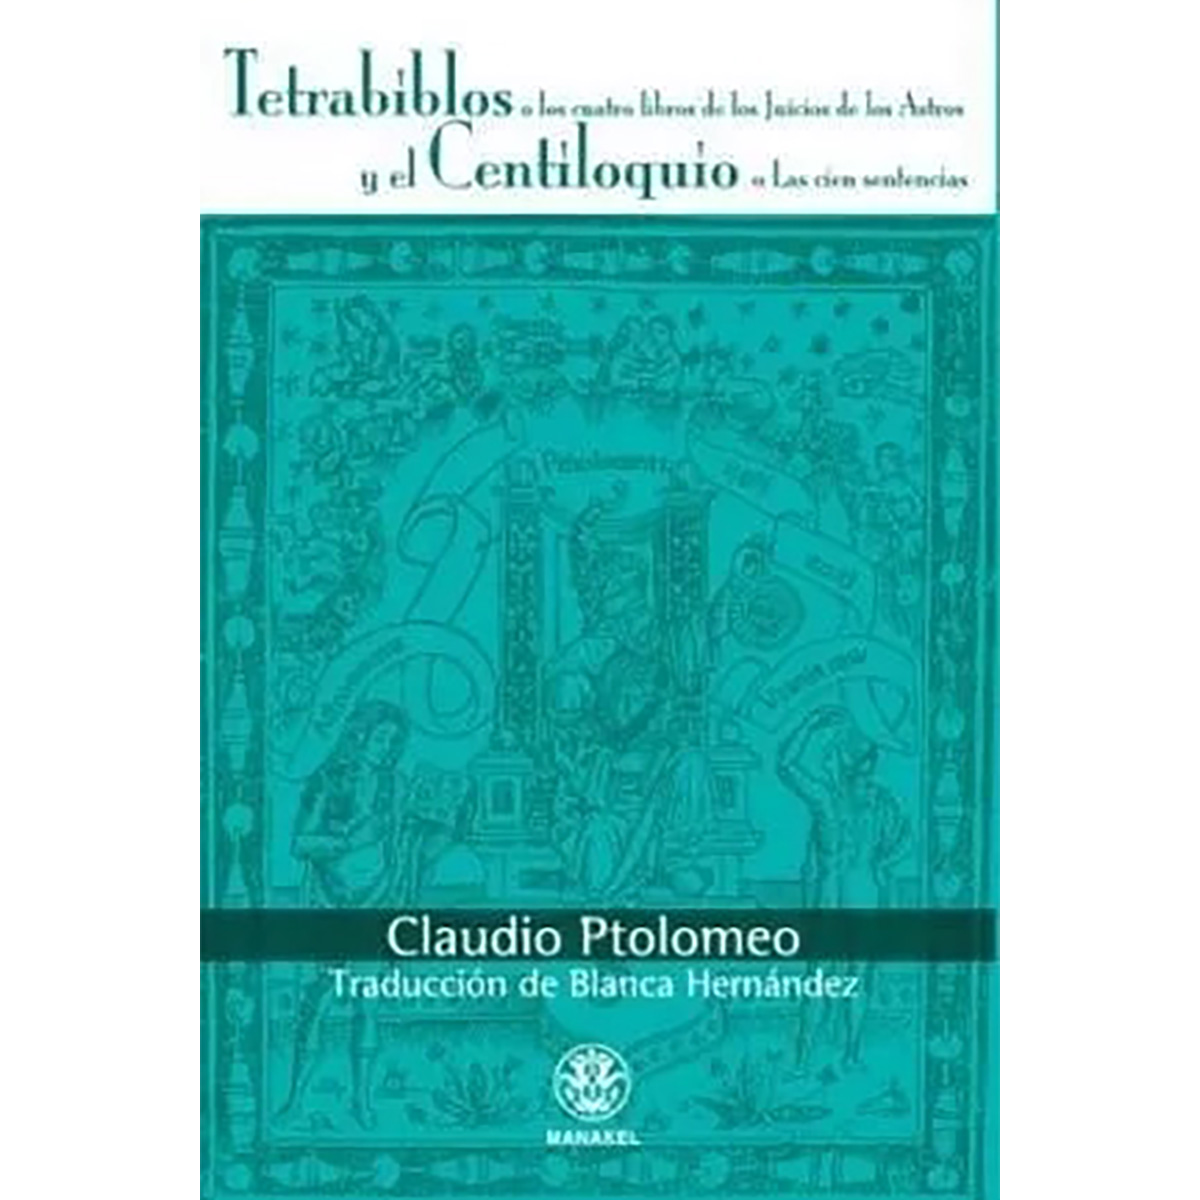 Tetrabiblos o los cuatro libros de los Juicios de los Astros
y el Centiloquio o Las cien sentencias
Claudio Ptolomeo
Traducción de Blanca Hernández
MANAKEL